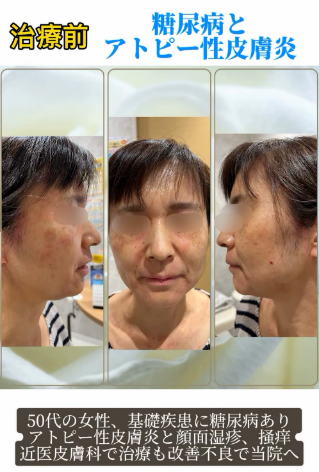 治療前
糖尿病と
アトピー性皮膚炎
50代の女性、基礎疾患に糖尿病あり
アトピー性皮膚炎と顔面湿疹、掻痒
近医皮膚科で治療も改善不良で当院へ